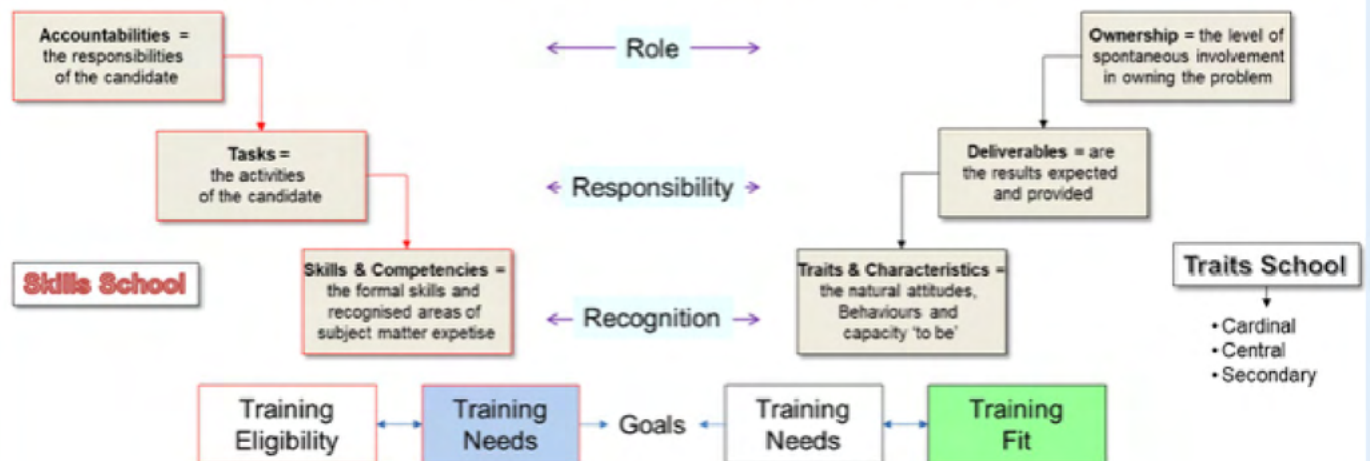 Accountabilities =
the responsibilities
of the candidate
Role
Ownership = the level of
spontaneous involvement
in owning the problem
Tasks =
the activities
of the candidate
Responsibility
Deliverables = are
the results expected
and provided
Skills School
Skills & Competencies =
the formal skills and
recognised areas of
subject matter expetise
Recognition
Traits & Characteristics =
the natural attitudes,
Behaviours and
capacity 'to be'
Traits School
• Cardinal
• Central
• Secondary
Training
Eligibility
Training
Needs
Goals
Training
Needs
Training
Fit